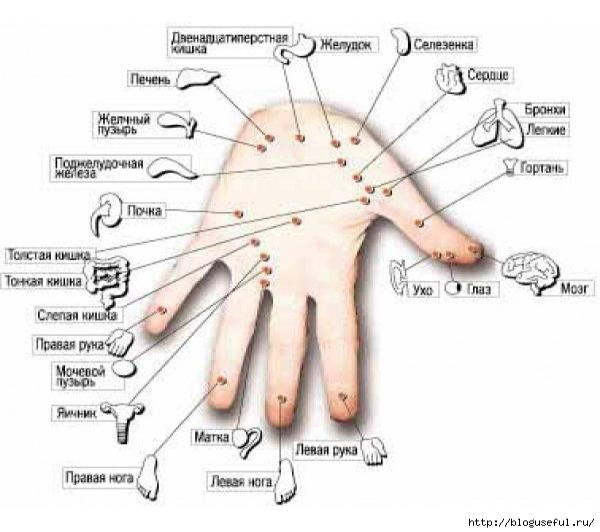 Двенадцатиперстная
кишка
Желудок
Селезенка
Печень
Сердце
Желчный
пузырь
Бронхи
Легкие
Поджелудочная
железа
Гортань
Почка
Толстая кишка
Тонкая кишка
Ухо
Глаз
Мозг
Слепая кишка
Правая рука
Мочевой
пузырь
Яичник
Матка
Левая рука
Правая нога
Левая нога
http://bloguseful.ru/